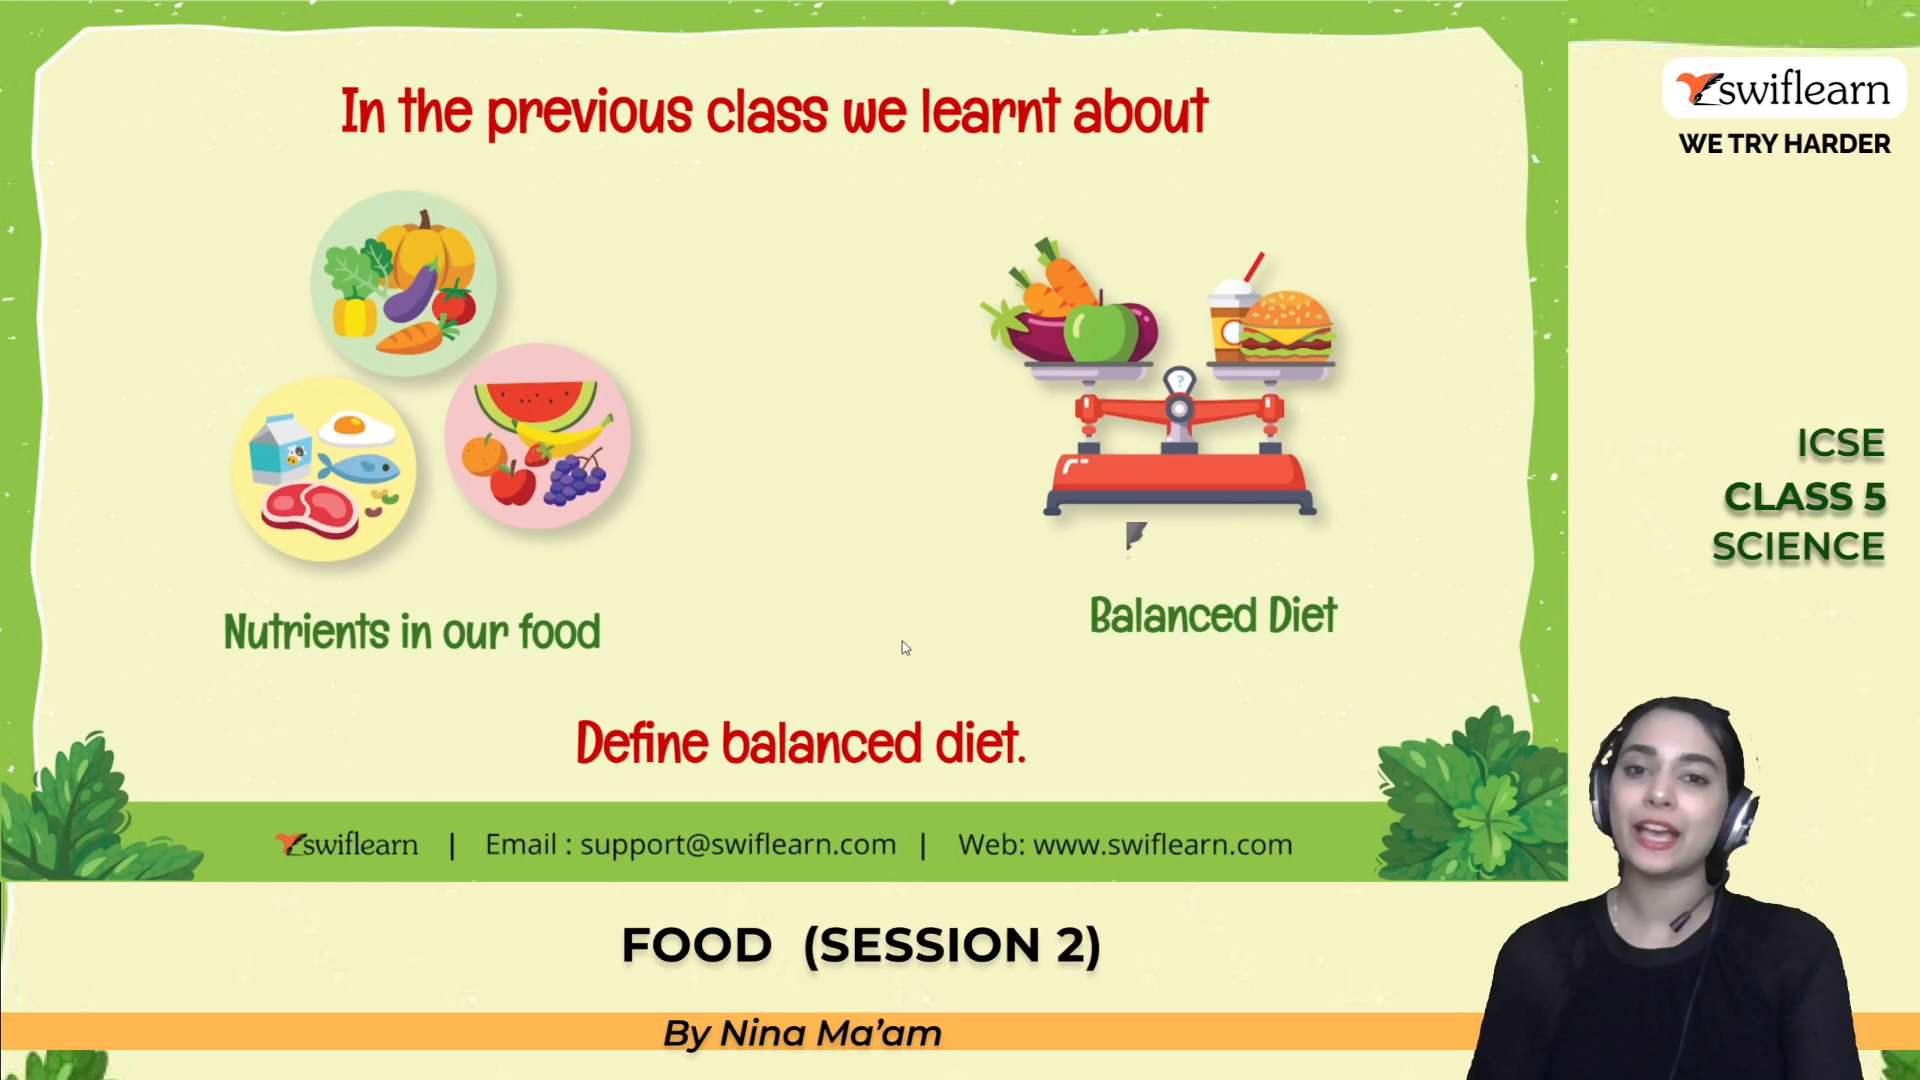 In the previous class we learnt about
swiflearn
WE TRY HARDER
?
ICSE
CLASS 5
SCIENCE
Nutrients in our food
Balanced Diet
Define balanced diet.
swiflearn | Email : support@swiflearn.com | Web: www.swiflearn.com
FOOD (SESSION 2)
By Nina Ma’am